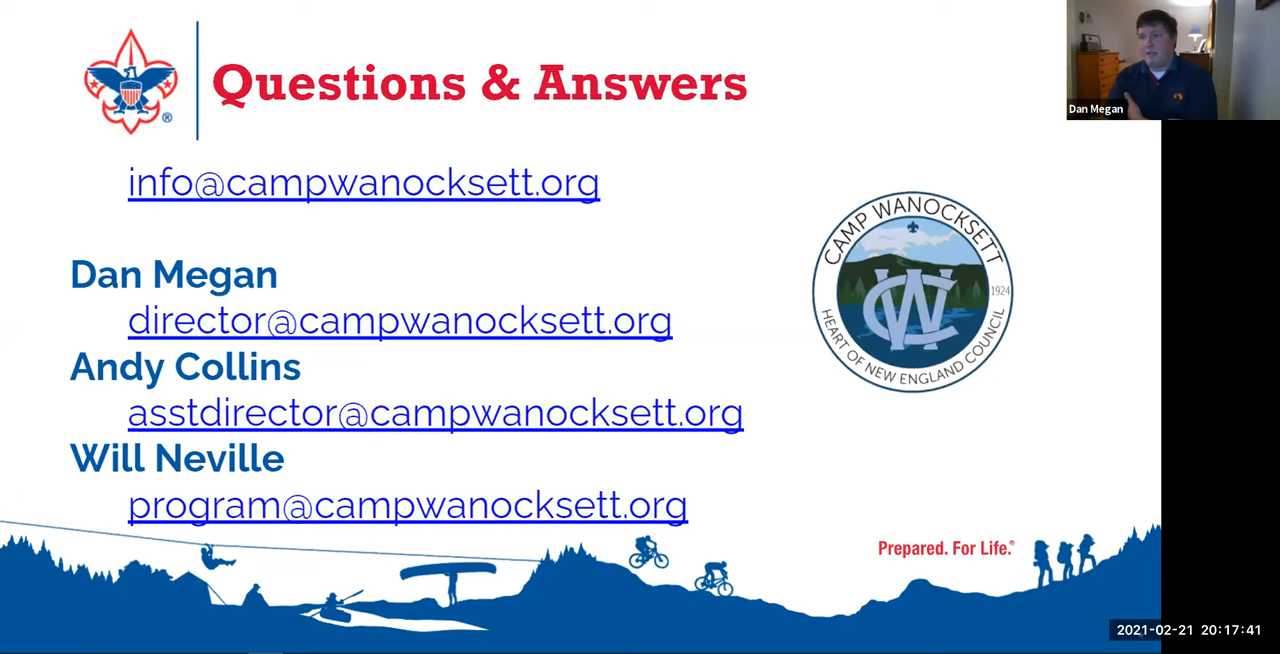 Questions & Answers
Dan Megan
info@campwanocksett.org
CAMP WANOCKSETT
1924
HEART OF NEW ENGLAND COUNCIL
Dan Megan
director@campwanocksett.org
Andy Collins
asstdirector@campwanocksett.org
Will Neville
program@campwanocksett.org
Prepared. For Life.®
2021-02-21 20:17:41